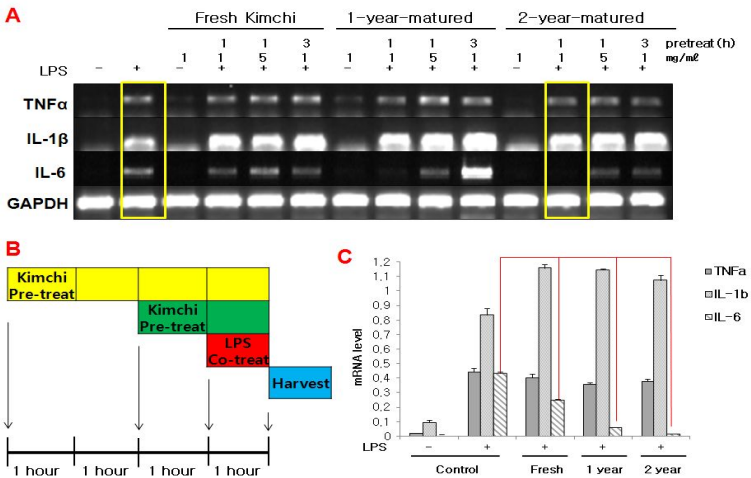 A
Fresh Kimchi 1-year-matured 2-year-matured
1 1 3 1 1 3 1 1 3 pretreat(h)
1 1 5 1 1 1 5 1 1 1 5 1 mg/㎖
LPS − + − + + + − + + + − + + +
TNFα
IL-1β
IL-6
GAPDH
B
Kimchi
Pre-treat
Kimchi
Pre-treat
LPS
Co-treat
Harvest
1 hour 1 hour 1 hour 1 hour
C
mRNA level
1.2
1.1
1
0.9
0.8
0.7
0.6
0.5
0.4
0.3
0.2
0.1
0
TNFa
IL-1b
IL-6
LPS − + + + +
Control Fresh 1 year 2 year